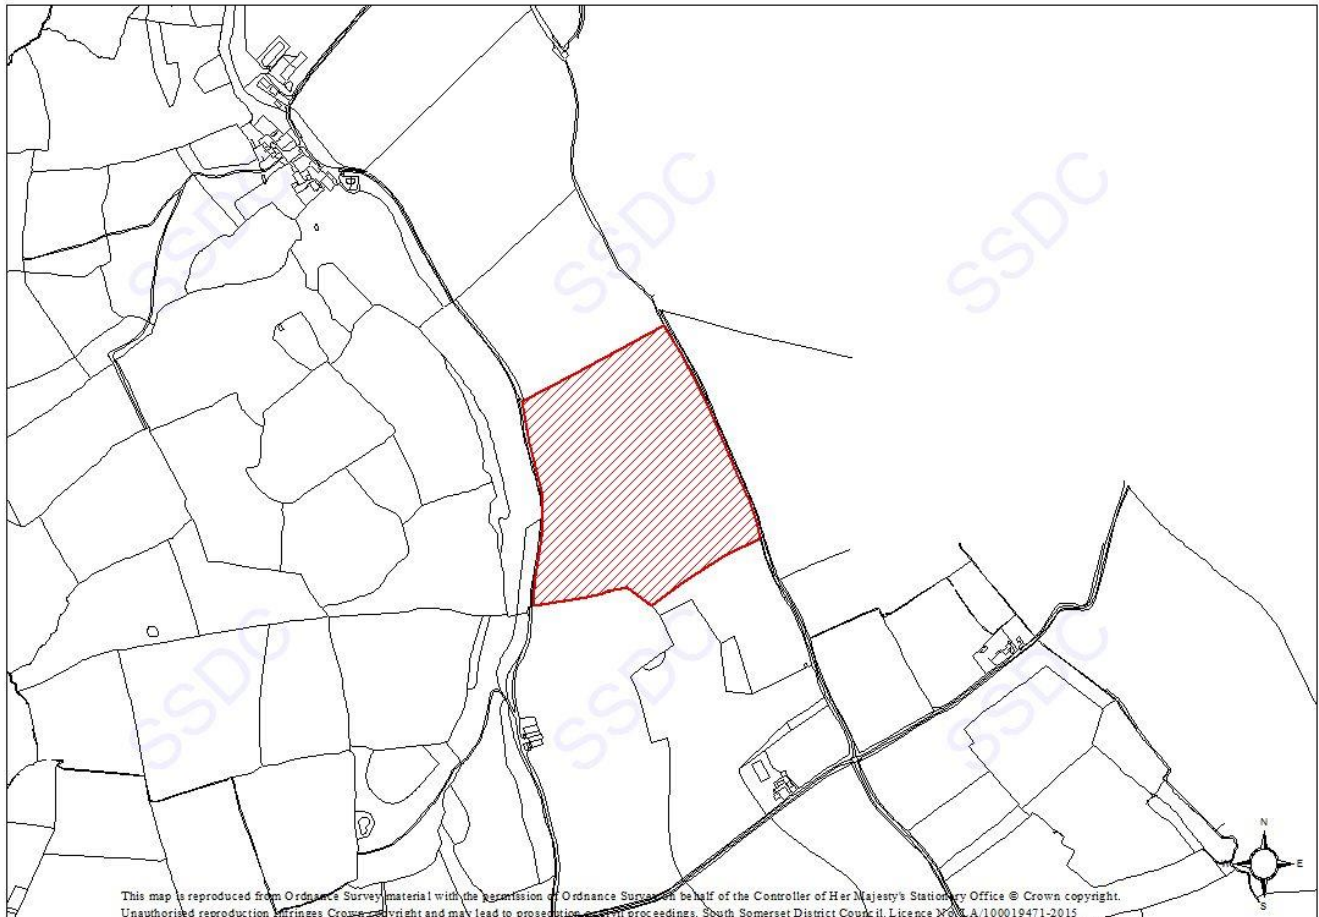 SSDC SSDC SSDC
N
E
S
SSDC SSDC SSDC
This map is reproduced from Ordnance Survey material with the permission of Ordnance Survey on behalf of the Controller of Her Majesty's Stationery Office © Crown copyright.
Unauthorised reproduction infringes Crown copyright and may lead to prosecution or civil proceedings. South Somerset District Council, Licence No LA/100019471-2015